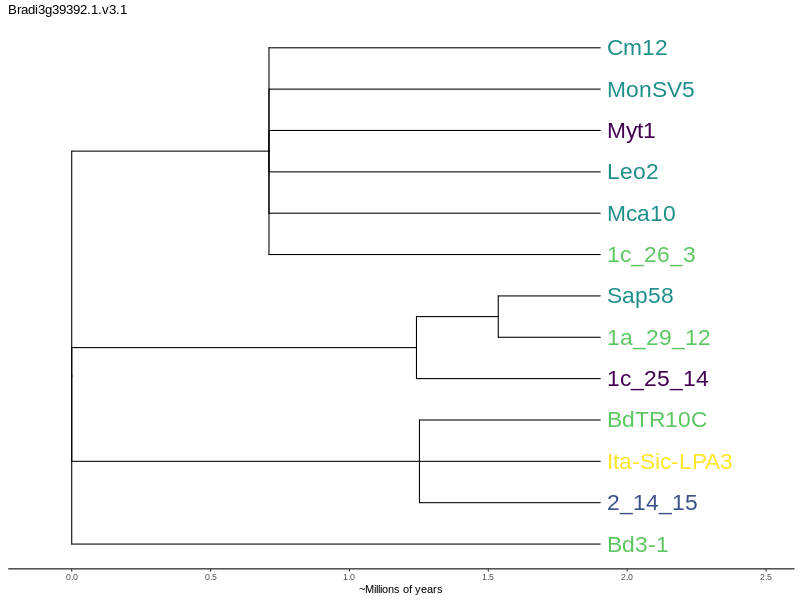 Bradi3g39392.1.v3.1
Cm12
MonSV5
Myt1
Leo2
Mca10
1c_26_3
Sap58
1a_29_12
1c_25_14
BdTR10C
Ita-Sic-LPA3
2_14_15
Bd3-1
0.0 0.5 1.0 1.5 2.0 2.5
~Millions of years